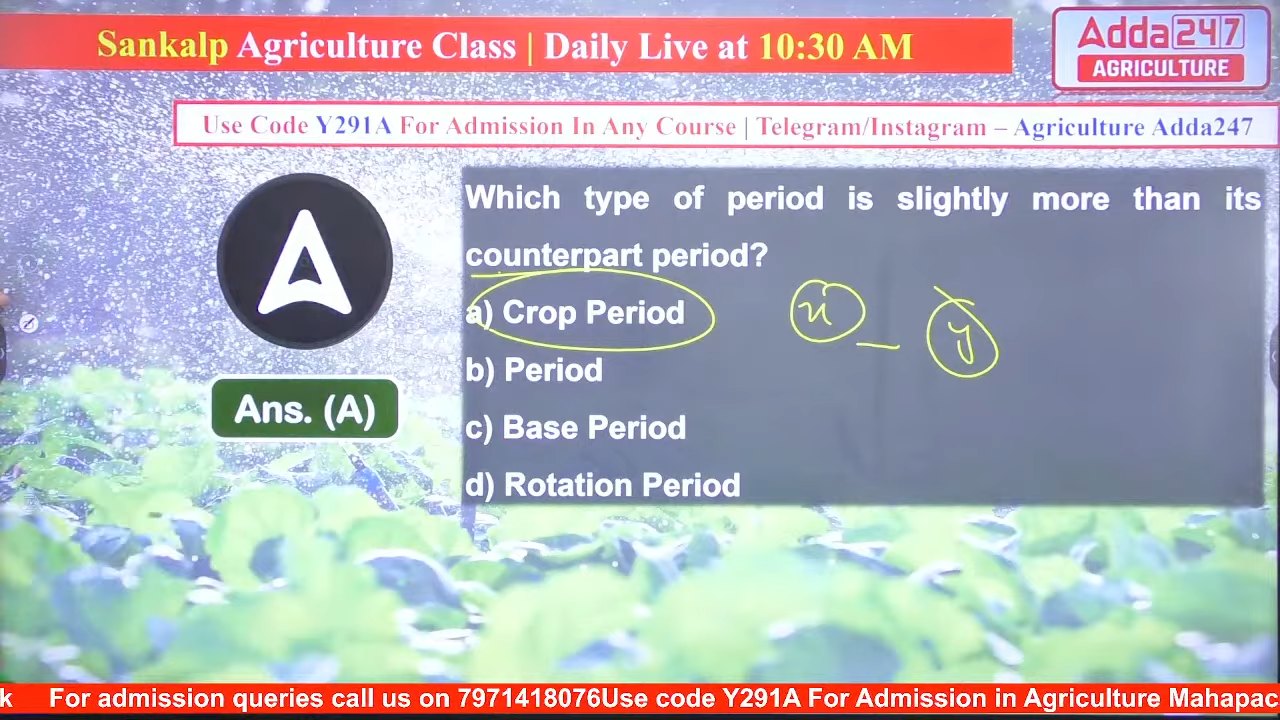 Sankalp Agriculture Class | Daily Live at 10:30 AM
Adda247
AGRICULTURE
Use Code Y291A For Admission In Any Course | Telegram/Instagram – Agriculture Adda247
Which type of period is slightly more than its
counterpart period?
a) Crop Period
b) Period
c) Base Period
d) Rotation Period
Ans. (A)
y
k For admission queries call us on 7971418076Use code Y291A For Admission in Agriculture Mahapac